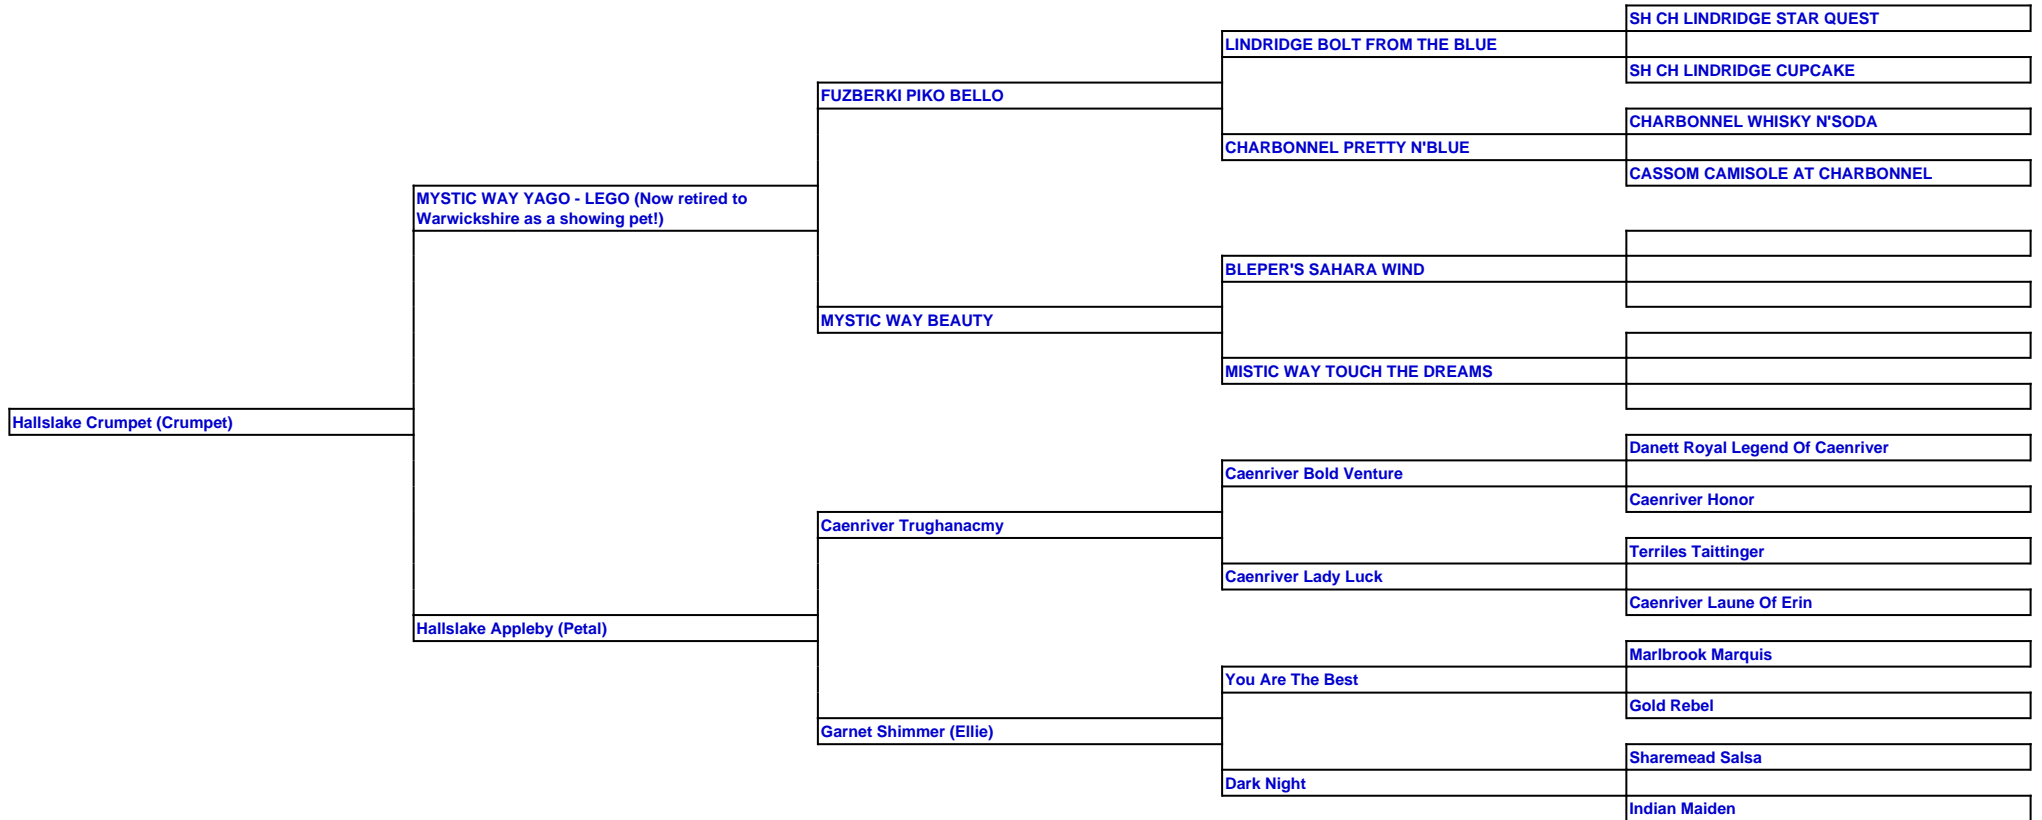 SH CH LINDRIDGE STAR QUEST
LINDRIDGE BOLT FROM THE BLUE
SH CH LINDRIDGE CUPCAKE
FUZBERKI PIKO BELLO
CHARBONNEL WHISKY N'SODA
CHARBONNEL PRETTY N'BLUE
CASSOM CAMISOLE AT CHARBONNEL
MYSTIC WAY YAGO - LEGO (Now retired to
Warwickshire as a showing pet!)
BLEPER'S SAHARA WIND
MYSTIC WAY BEAUTY
MISTIC WAY TOUCH THE DREAMS
Hallslake Crumpet (Crumpet)
Danett Royal Legend Of Caenriver
Caenriver Bold Venture
Caenriver Honor
Caenriver Trughanacmy
Terriles Taittinger
Caenriver Lady Luck
Caenriver Laune Of Erin
Hallslake Appleby (Petal)
Marlbrook Marquis
You Are The Best
Gold Rebel
Garnet Shimmer (Ellie)
Sharemead Salsa
Dark Night
Indian Maiden